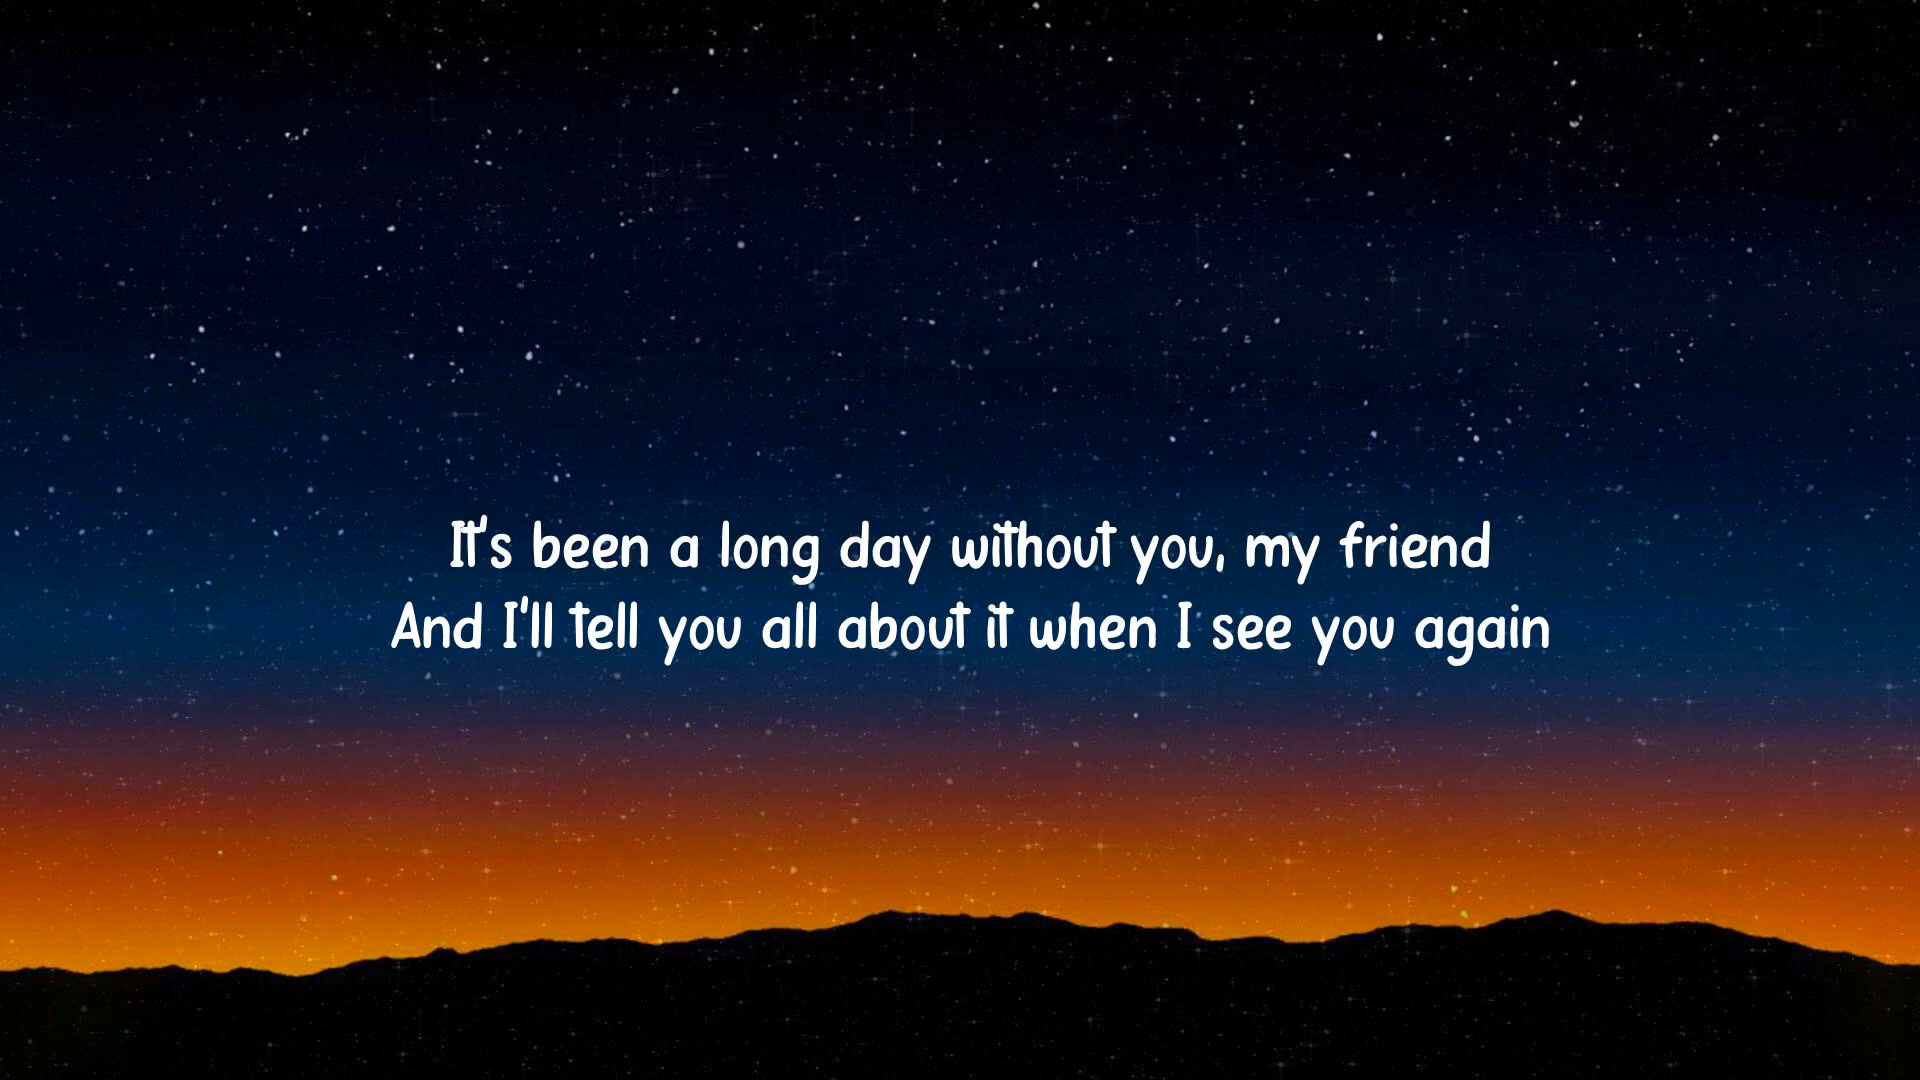 It's been a long day without you, my friend
And I'll tell you all about it when I see you again